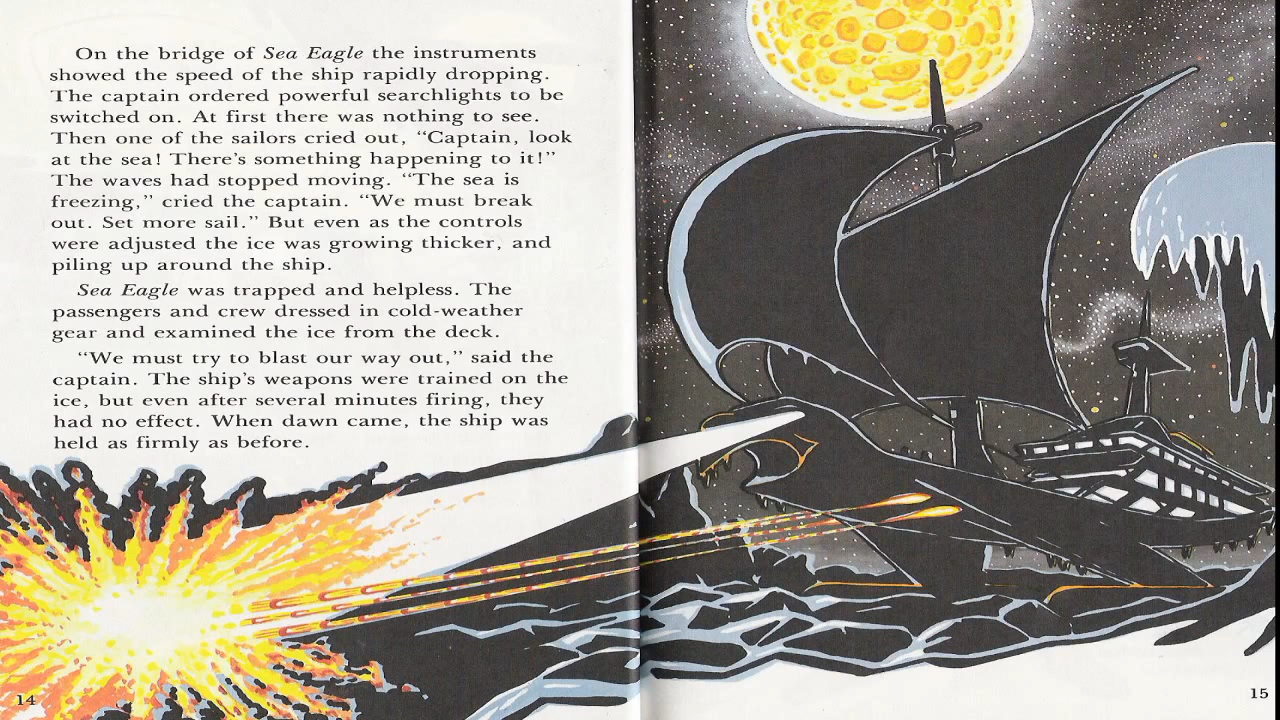 On the bridge of Sea Eagle the instruments
showed the speed of the ship rapidly dropping.
The captain ordered powerful searchlights to be
switched on. At first there was nothing to see.
Then one of the sailors cried out, “Captain, look
at the sea! There’s something happening to it!”
The waves had stopped moving. “The sea is
freezing,” cried the captain. “We must break
out. Set more sail.” But even as the controls
were adjusted the ice was growing thicker, and
piling up around the ship.
Sea Eagle was trapped and helpless. The
passengers and crew dressed in cold-weather
gear and examined the ice from the deck.
“We must try to blast our way out,” said the
captain. The ship’s weapons were trained on the
ice, but even after several minutes firing, they
had no effect. When dawn came, the ship was
held as firmly as before.
14
15